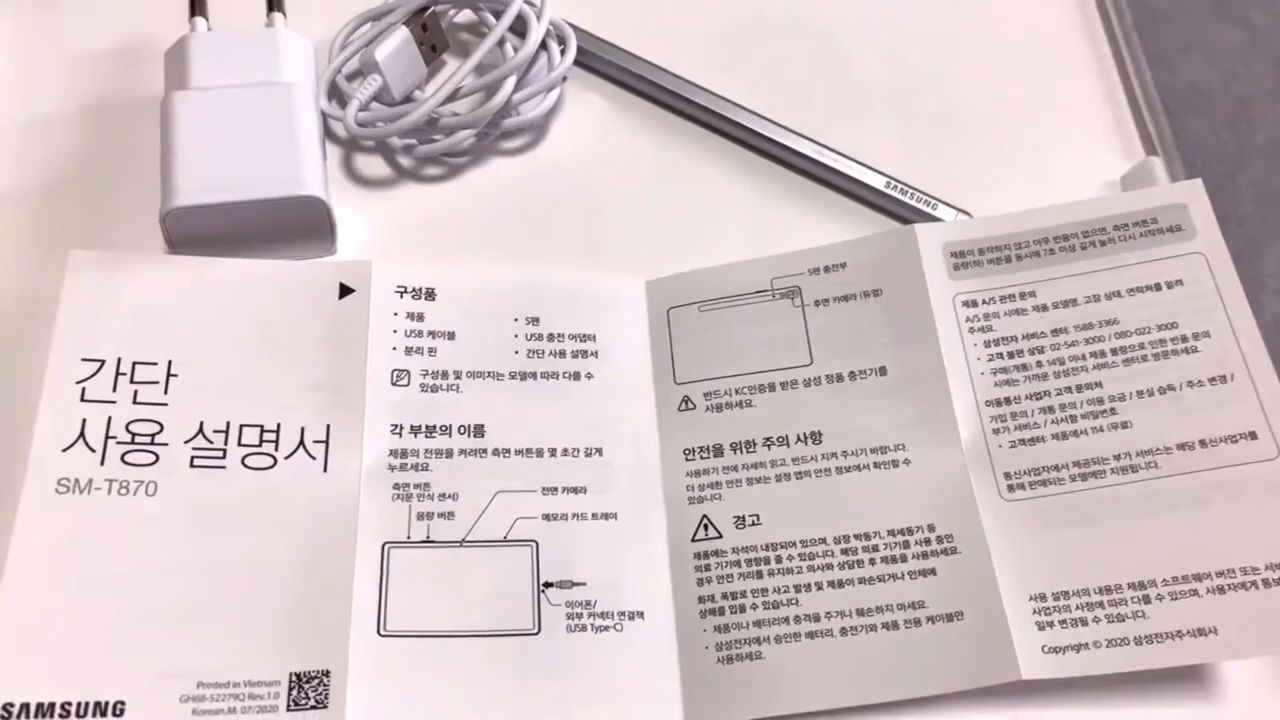 SAMSUNG
▶
간단
사용 설명서
SM-T870
Printed in Vietnam
GH68-52279Q Rev.1.0
Korean.M. 07/2020
SAMSUNG
구성품
• 제품
• USB 케이블
• 분리 핀
• S펜
• USB 충전 어댑터
• 간단 사용 설명서
구성품 및 이미지는 모델에 따라 다를 수
있습니다.
각 부분의 이름
제품의 전원을 켜려면 측면 버튼을 몇 초간 길게
누르세요.
측면 버튼
(지문 인식 센서)
음량 버튼
전면 카메라
메모리 카드 트레이
이어폰/
외부 커넥터 연결잭
(USB Type-C)
S펜 충전부
후면 카메라 (듀얼)
반드시 KC인증을 받은 삼성 정품 충전기를
사용하세요.
안전을 위한 주의 사항
사용하기 전에 자세히 읽고, 반드시 지켜 주시기 바랍니다.
더 상세한 안전 정보는 설정 앱의 안전 정보에서 확인할 수
있습니다.
경고
제품에는 자석이 내장되어 있으며, 심장 박동기, 제세동기 등
의료 기기에 영향을 줄 수 있습니다. 해당 의료 기기를 사용 중인
경우 안전 거리를 유지하고 의사와 상담한 후 제품을 사용하세요.
화재, 폭발로 인한 사고 발생 및 제품이 파손되거나 인체에
상해를 입을 수 있습니다.
• 제품이나 배터리에 충격을 주거나 훼손하지 마세요.
• 삼성전자에서 승인한 배터리, 충전기와 제품 전용 케이블만
사용하세요.
제품이 동작하지 않고 아무 반응이 없으면, 측면 버튼과
음량(하) 버튼을 동시에 7초 이상 길게 눌러 다시 시작하세요.
제품 A/S 관련 문의
A/S 문의 시에는 제품 모델명, 고장 상태, 연락처를 알려
주세요.
• 삼성전자 서비스 센터: 1588-3366
• 고객 불편 상담: 02-541-3000 / 080-022-3000
• 구매(개통) 후 14일 이내 제품 불량으로 인한 반품 문의
시에는 가까운 삼성전자 서비스 센터로 방문하세요.
이동통신 사업자 고객 문의처
가입 문의 / 개통 문의 / 이용 요금 / 분실 습득 / 주소 변경 /
부가 서비스 / 사서함 비밀번호
• 고객센터: 제품에서 114 (무료)
통신사업자에서 제공되는 부가 서비스는 해당 통신사업자를
통해 판매되는 모델에만 지원됩니다.
사용 설명서의 내용은 제품의 소프트웨어 버전 또는 서비
사업자의 사정에 따라 다를 수 있으며, 사용자에게 통보
일부 변경될 수 있습니다.
Copyright © 2020 삼성전자주식회사